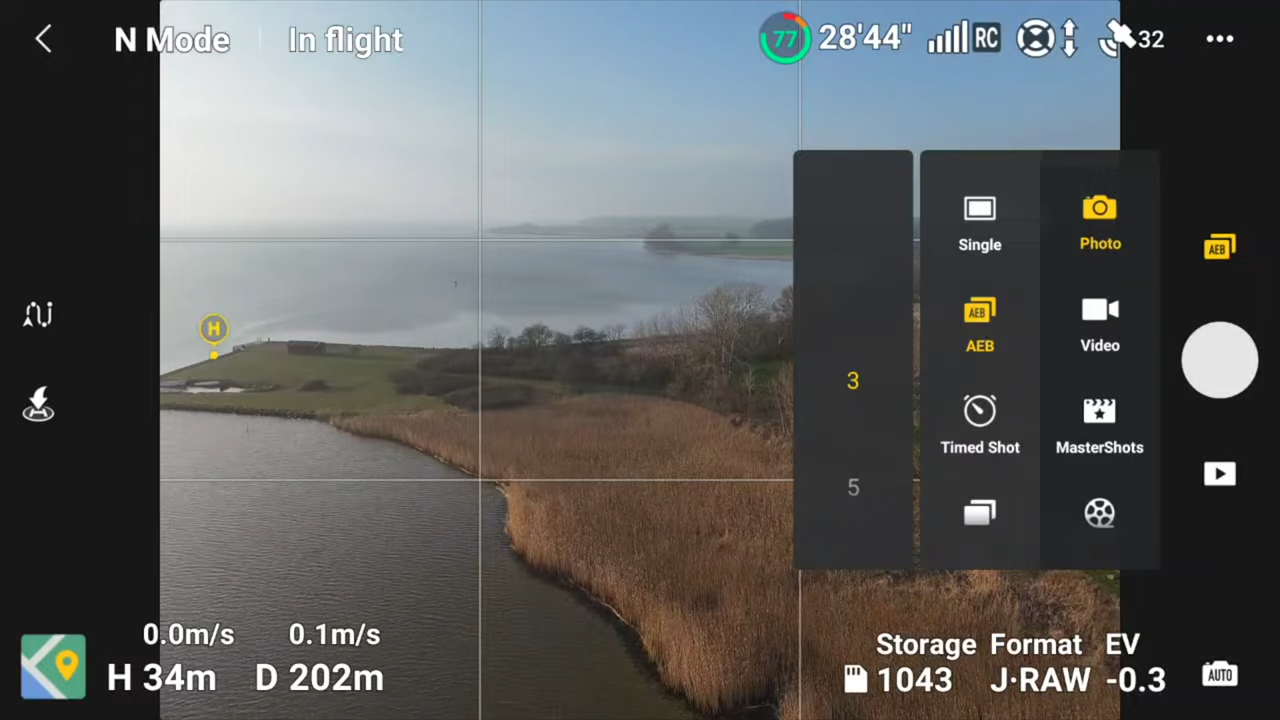 N Mode In flight 77 28'44" RC 32
Single Photo
H
AEB
AEB
AEB Video
3
Timed Shot MasterShots
5
0.0m/s 0.1m/s
Storage Format EV
H 34m D 202m 1043 J·RAW -0.3 AUTO